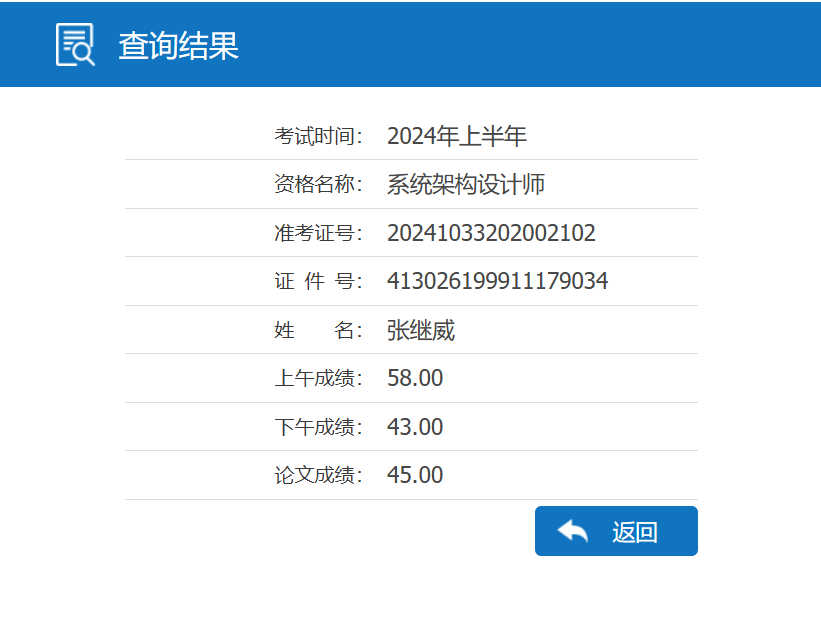 查询结果
考试时间： 2024年上半年
资格名称： 系统架构设计师
准考证号： 20241033202002102
证 件 号： 413026199911179034
姓 名： 张继威
上午成绩： 58.00
下午成绩： 43.00
论文成绩： 45.00
返回